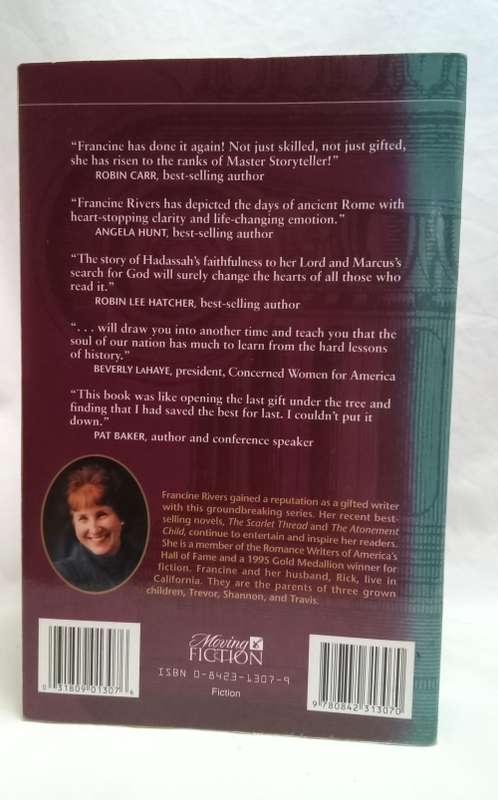 “Francine has done it again! Not just skilled, not just gifted,
she has risen to the ranks of Master Storyteller!”
ROBIN CARR, best-selling author
“Francine Rivers has depicted the days of ancient Rome with
heart-stopping clarity and life-changing emotion.”
ANGELA HUNT, best-selling author
“The story of Hadassah’s faithfulness to her Lord and Marcus’s
search for God will surely change the hearts of all those who
read it.”
ROBIN LEE HATCHER, best-selling author
“. . . will draw you into another time and teach you that the
soul of our nation has much to learn from the hard lessons
of history.”
BEVERLY LAHAYE, president, Concerned Women for America
“This book was like opening the last gift under the tree and
finding that I had saved the best for last. I couldn’t put it
down.”
PAT BAKER, author and conference speaker
Francine Rivers gained a reputation as a gifted writer
with this groundbreaking series. Her recent best-
selling novels, The Scarlet Thread and The Atonement
Child, continue to entertain and inspire her readers.
She is a member of the Romance Writers of America’s
Hall of Fame and a 1995 Gold Medallion winner for
fiction. Francine and her husband, Rick, live in
California. They are the parents of three grown
children, Trevor, Shannon, and Travis.
Moving
FICTION
ISBN 0-8423-1307-9
Fiction
0 31809 01307 6
9 780842 313070